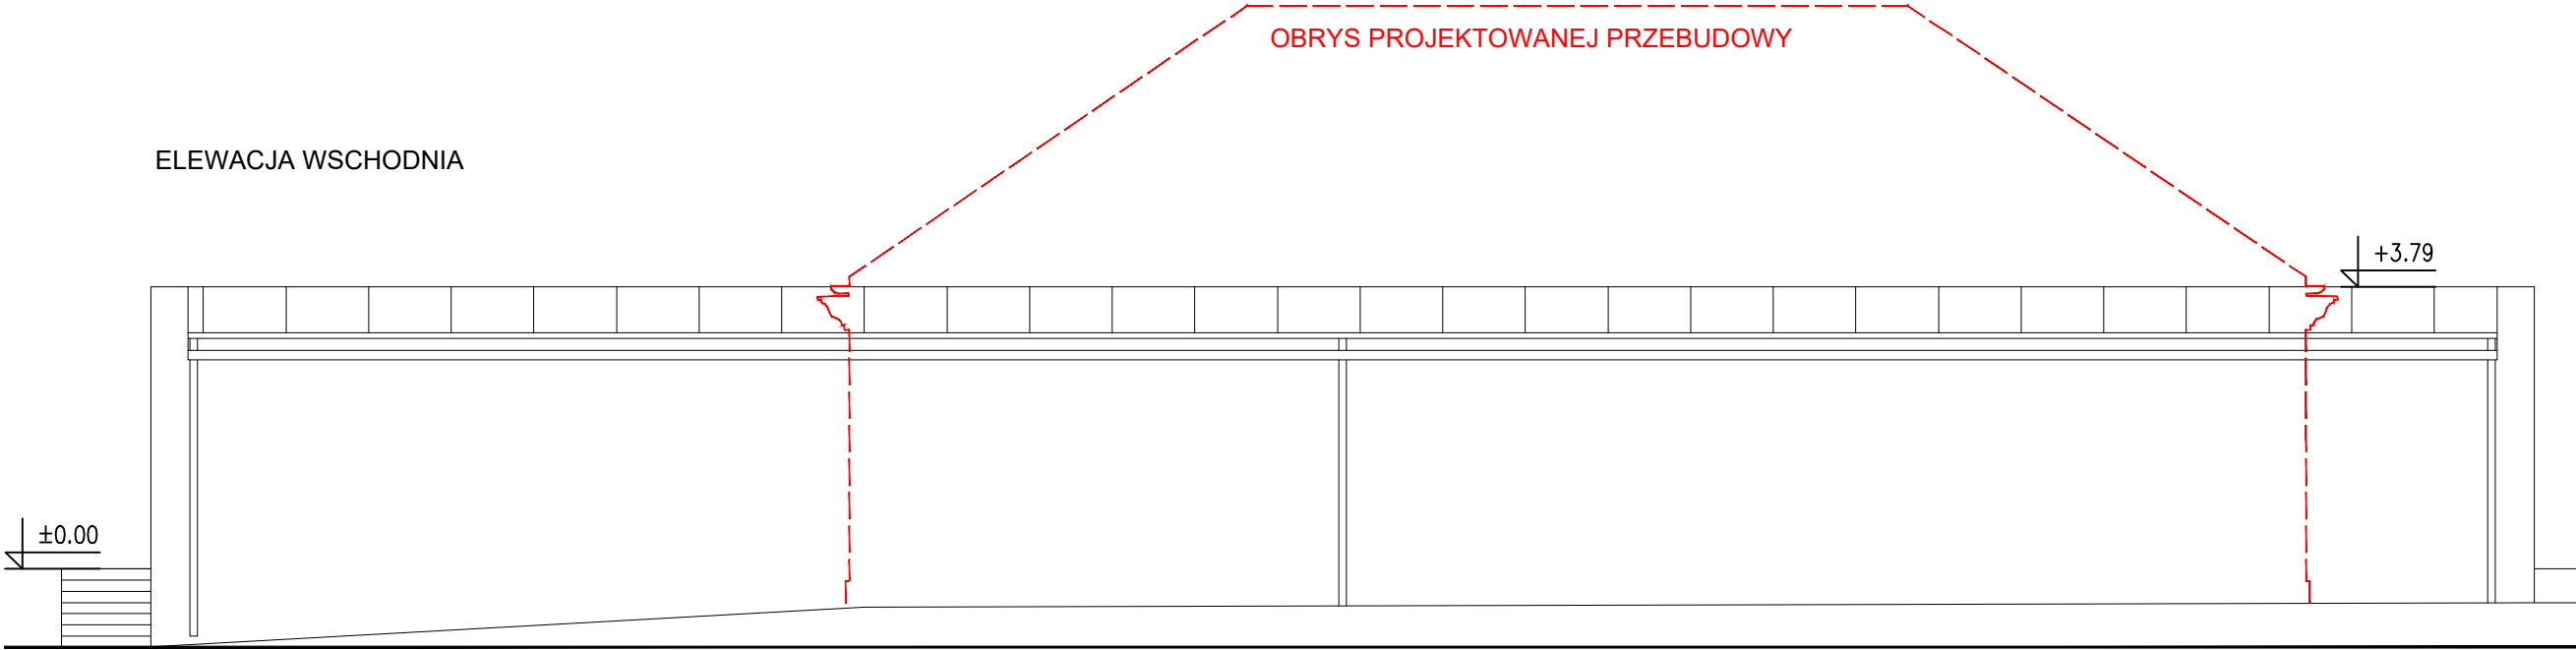 OBRYS PROJEKTOWANEJ PRZEBUDOWY
ELEWACJA WSCHODNIA
+3.79
±0.00